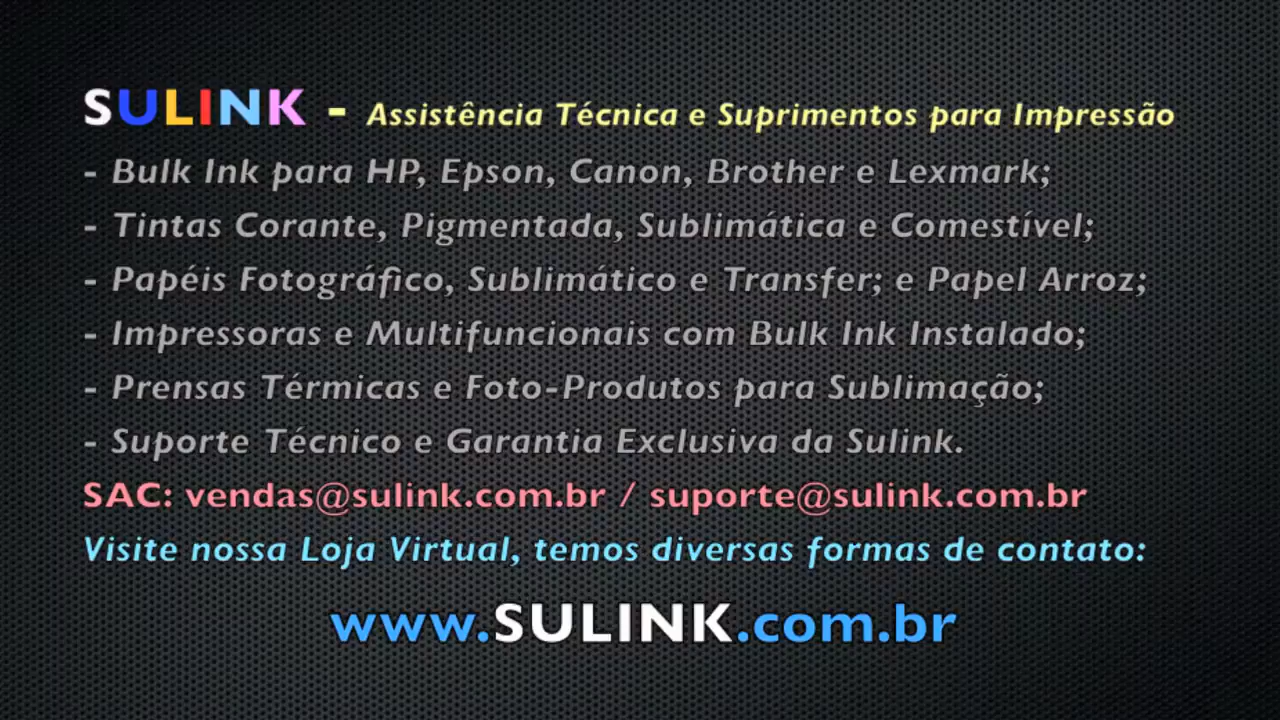 SULINK - Assistência Técnica e Suprimentos para Impressão
- Bulk Ink para HP, Epson, Canon, Brother e Lexmark;
- Tintas Corante, Pigmentada, Sublimática e Comestível;
- Papéis Fotográfico, Sublimático e Transfer; e Papel Arroz;
- Impressoras e Multifuncionais com Bulk Ink Instalado;
- Prensas Térmicas e Foto-Produtos para Sublimação;
- Suporte Técnico e Garantia Exclusiva da Sulink.
SAC: vendas@sulink.com.br / suporte@sulink.com.br
Visite nossa Loja Virtual, temos diversas formas de contato:
www.SULINK.com.br